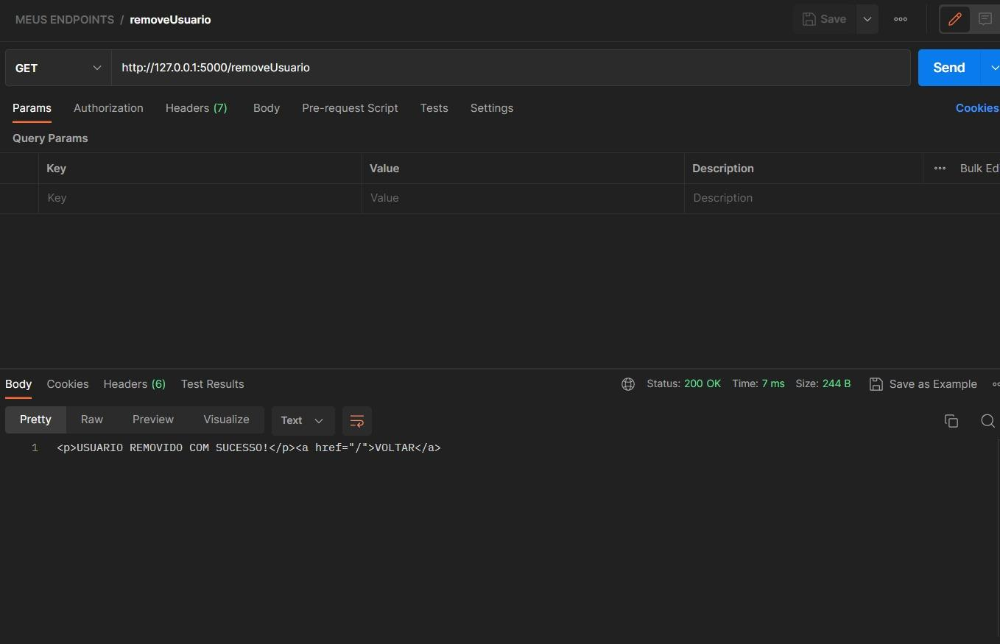 MEUS ENDPOINTS / removeUsuario
Save
GET
http://127.0.0.1:5000/removeUsuario
Send
Params Authorization Headers (7) Body Pre-request Script Tests Settings Cookies
Query Params
Key Value Description Bulk Ed
Key Value Description
Body Cookies Headers (6) Test Results Status: 200 OK Time: 7 ms Size: 244 B Save as Example
Pretty Raw Preview Visualize Text
1 <p>USUARIO REMOVIDO COM SUCESSO!</p><a href="/">VOLTAR</a>